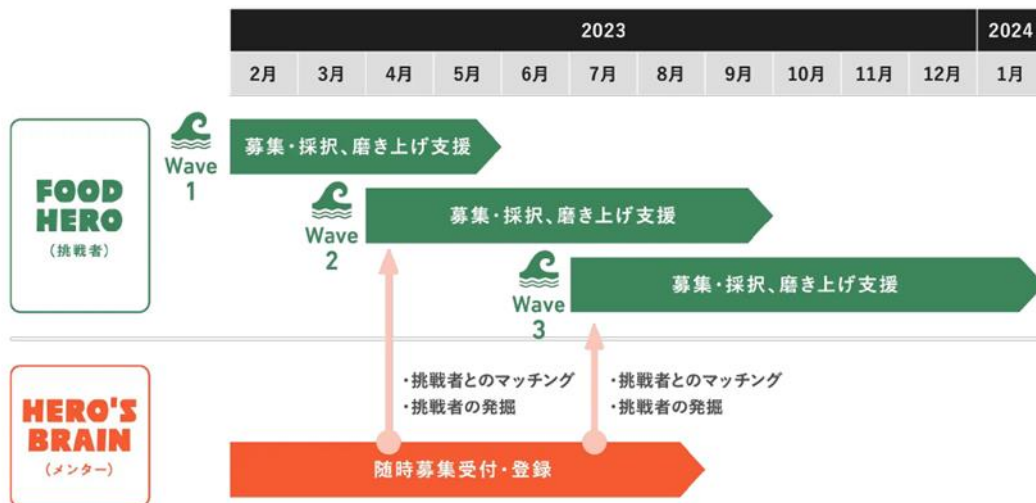 2023
2024
2月 3月 4月 5月 6月 7月 8月 9月 10月 11月 12月 1月
Wave
1
募集・採択、磨き上げ支援
FOOD
HERO
（挑戦者）
Wave
2
募集・採択、磨き上げ支援
Wave
3
募集・採択、磨き上げ支援
・挑戦者とのマッチング
・挑戦者の発掘
・挑戦者とのマッチング
・挑戦者の発掘
HERO'S
BRAIN
（メンター）
随時募集受付・登録